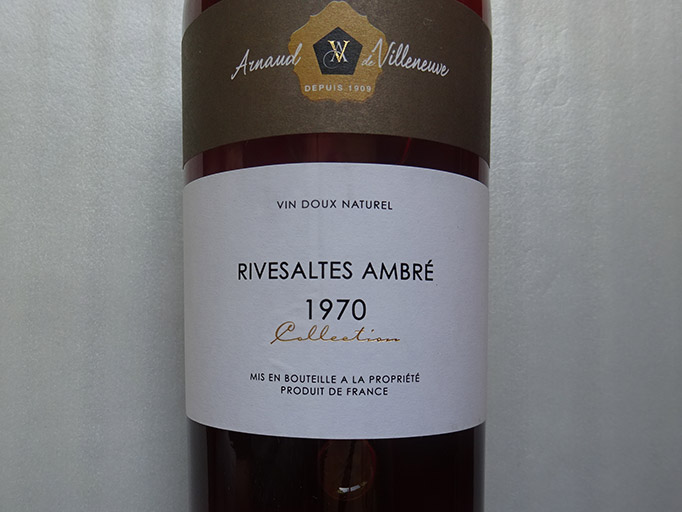 Arnaud de Villeneuve
DEPUIS 1909
VIN DOUX NATUREL
RIVESALTES AMBRÉ
1970
Collection
MIS EN BOUTEILLE A LA PROPRIÉTÉ
PRODUIT DE FRANCE